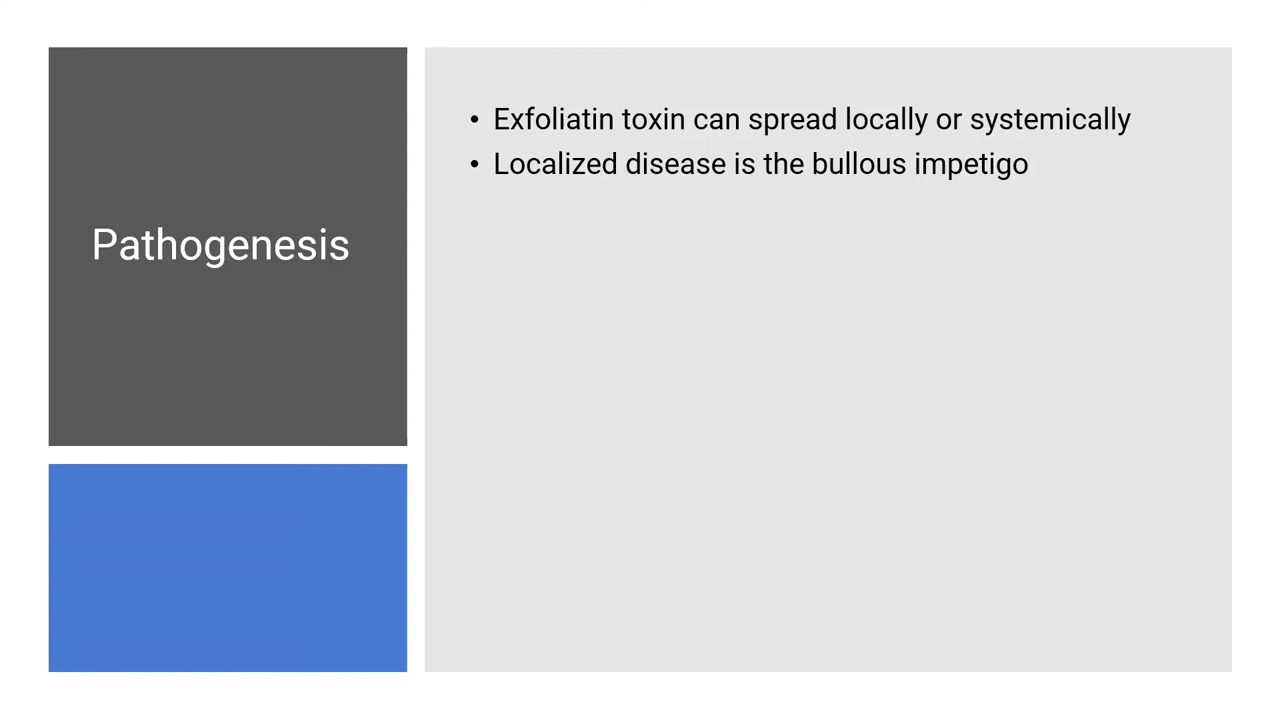 Pathogenesis
• Exfoliatin toxin can spread locally or systemically
• Localized disease is the bullous impetigo